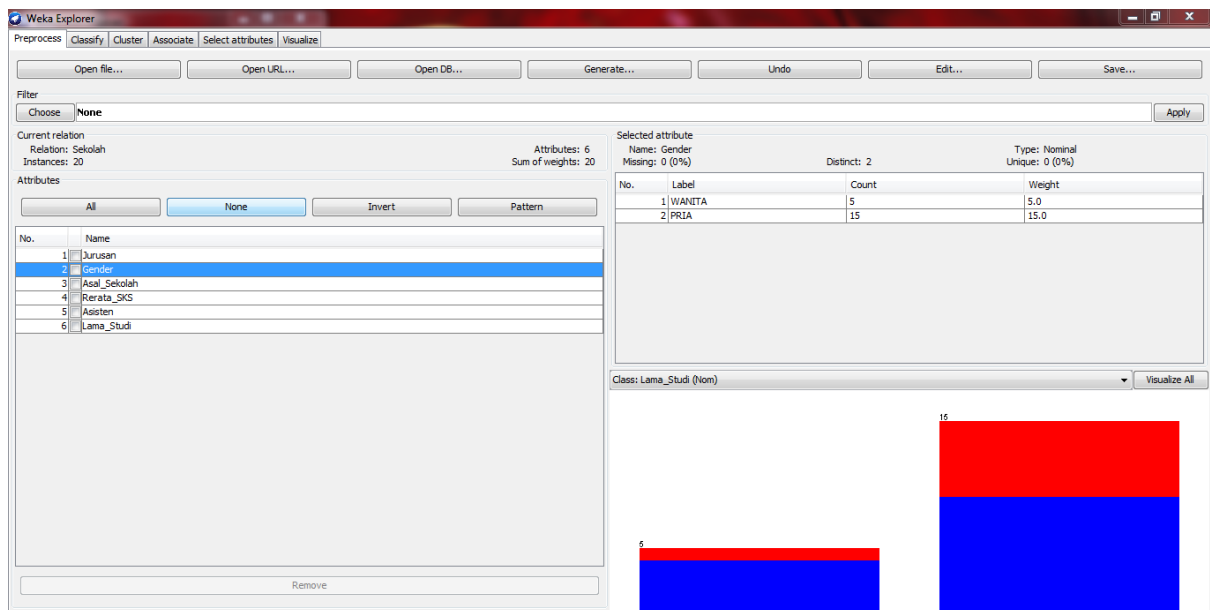 Weka Explorer
Preprocess Classify Cluster Associate Select attributes Visualize
Open file... Open URL... Open DB... Generate... Undo Edit... Save...
Filter
Choose None Apply
Current relation
Relation: Sekolah Attributes: 6
Instances: 20 Sum of weights: 20
Attributes
All None Invert Pattern
No. Name
1 Jurusan
2 Gender
3 Asal_Sekolah
4 Rerata_SKS
5 Asisten
6 Lama_Studi
Remove
Selected attribute
Name: Gender Type: Nominal
Missing: 0 (0%) Distinct: 2 Unique: 0 (0%)
No. Label Count Weight
1 WANITA 5 5.0
2 PRIA 15 15.0
Class: Lama_Studi (Nom) Visualize All
15
5